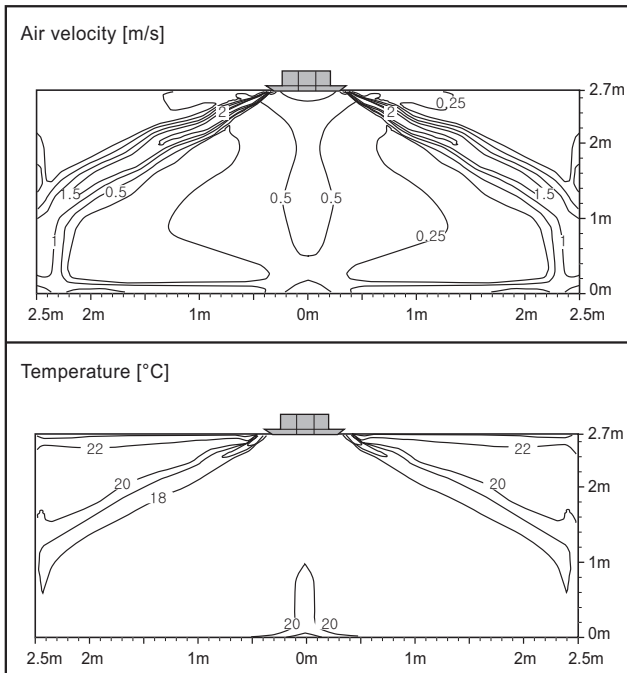 Air velocity [m/s]
2.7m
2 2 0.25
2m
1.5 0.5 0.5 0.5 0.5 1.5
1m
1 0.25 1
0m
2.5m 2m 1m 0m 1m 2m 2.5m
Temperature [°C]
2.7m
22 22
2m
20 20
18
1m
20 20 0m
2.5m 2m 1m 0m 1m 2m 2.5m